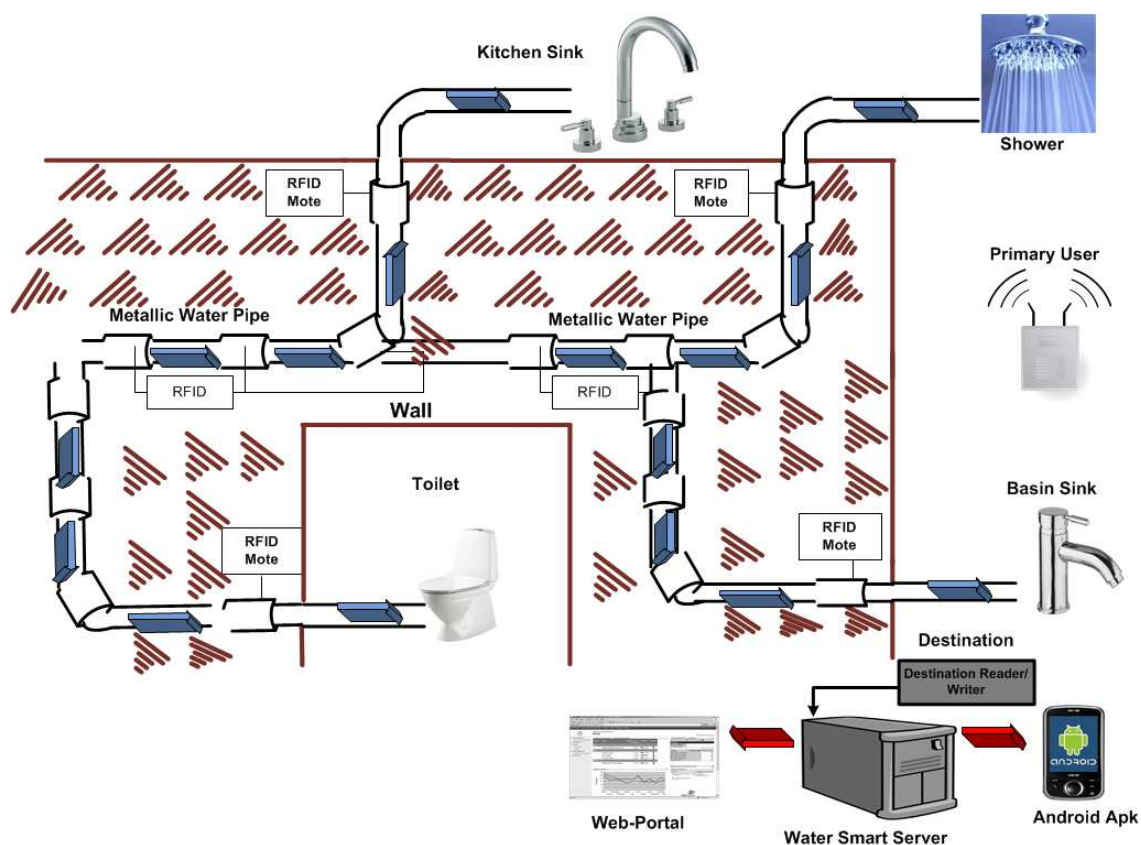 Kitchen Sink
Shower
RFID
Mote
RFID
Mote
Primary User
Metallic Water Pipe
Metallic Water Pipe
RFID
RFID
Wall
Toilet
Basin Sink
RFID
Mote
RFID
Mote
Destination
Destination Reader/
Writer
ANDROID
Web-Portal
Water Smart Server
Android Apk